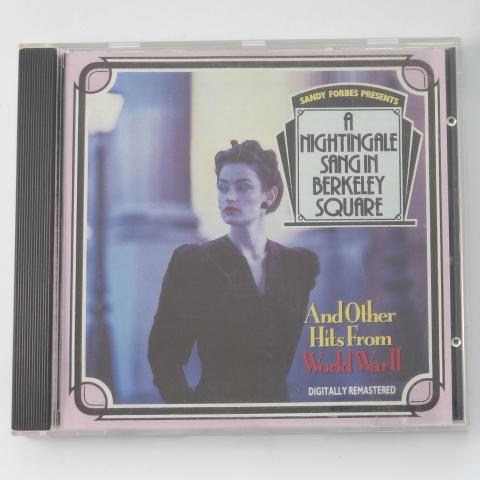 SANDY FORBES PRESENTS
A
NIGHTINGALE
SANG IN
BERKELEY
SQUARE
And Other
Hits From
World War II
DIGITALLY REMASTERED